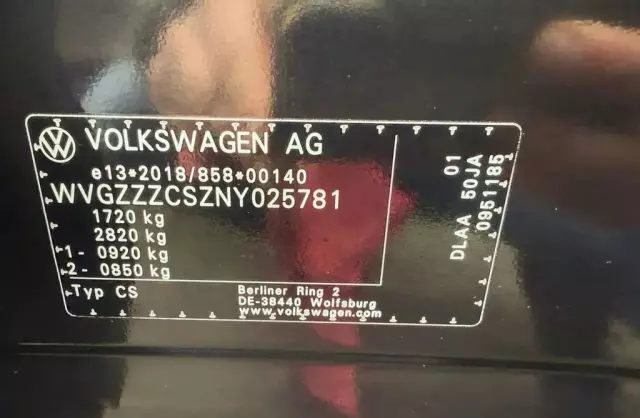 VOLKSWAGEN AG
e13*2018/858*00140
WVGZZZCSZNY025781
1720 kg
2820 kg
1- 0920 kg
2- 0850 kg
Typ CS
Berliner Ring 2
DE-38440 Wolfsburg
www.volkswagen.com
01
DLAA 50JA
0951185